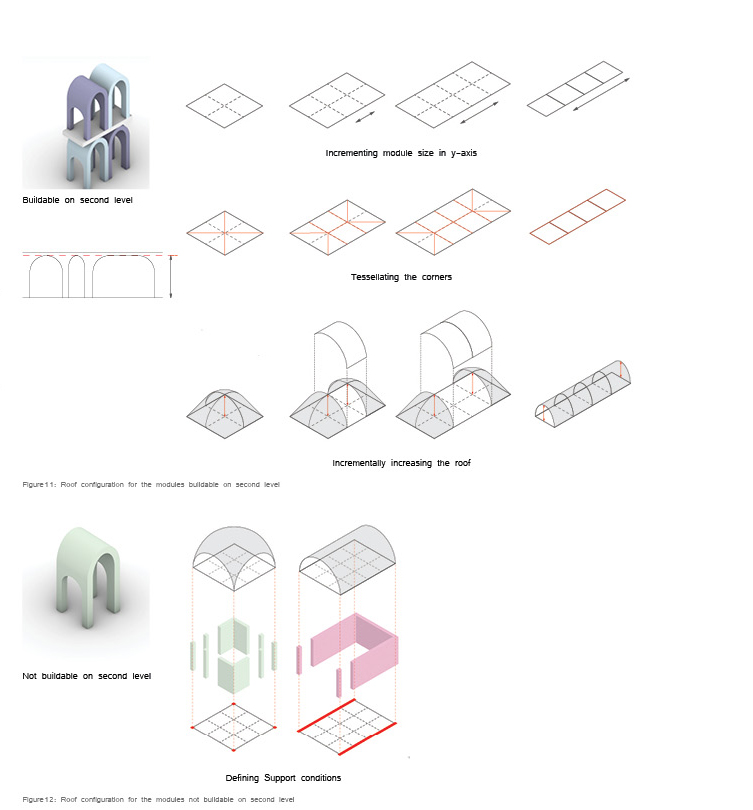 Incrementing module size in y-axis
Buildable on second level
Tessellating the corners
Incrementally increasing the roof
Figure11: Roof configuration for the modules buildable on second level
Not buildable on second level
Defining Support conditions
Figure12: Roof configuration for the modules not buildable on second level